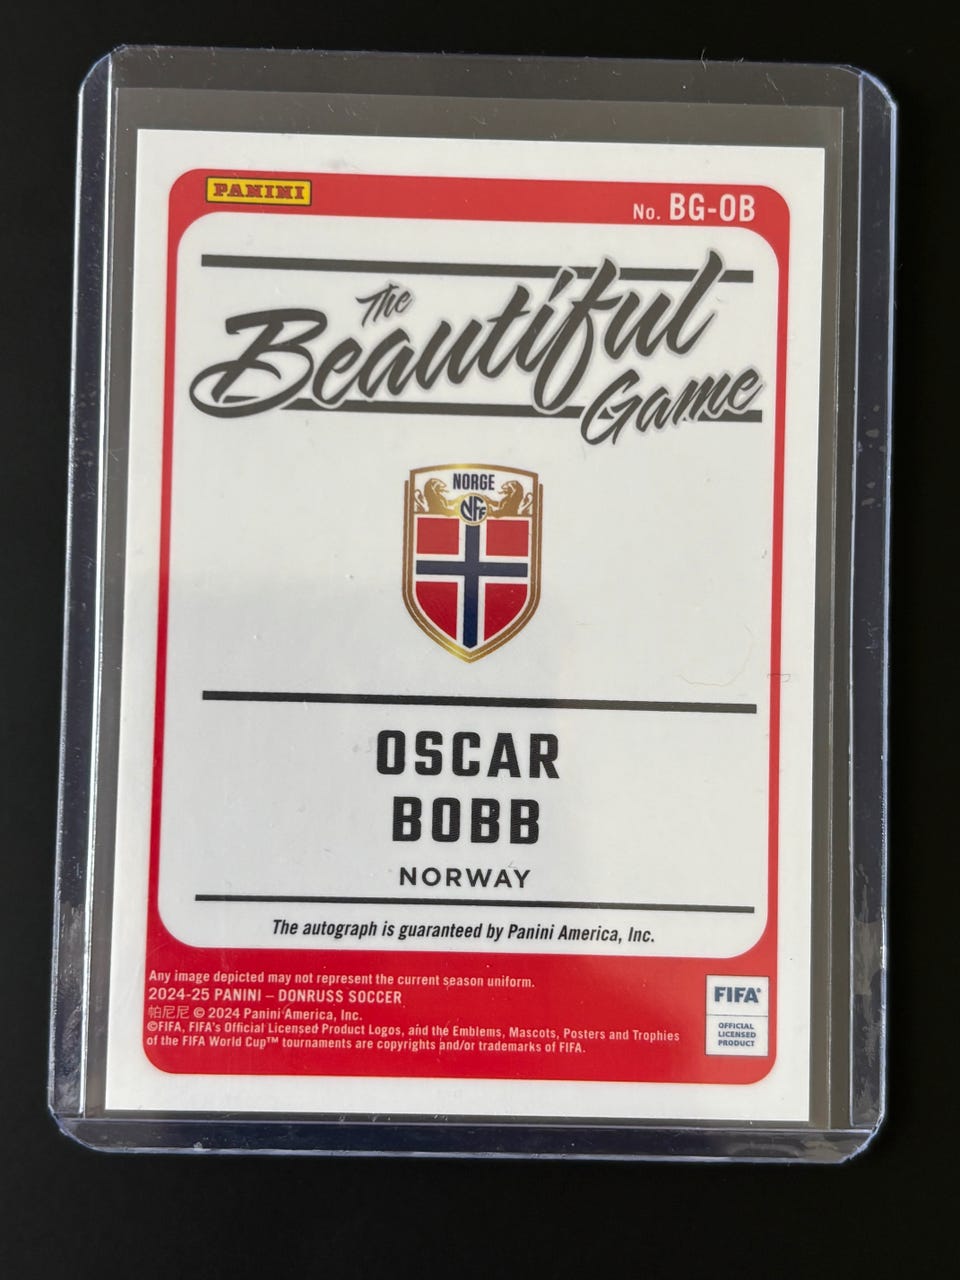 PANINI
No. BG-OB
The
Beautiful
Game
NORGE
NFF
OSCAR
BOBB
NORWAY
The autograph is guaranteed by Panini America, Inc.
Any image depicted may not represent the current season uniform.
2024-25 PANINI – DONRUSS SOCCER
帕尼尼 © 2024 Panini America, Inc.
©FIFA, FIFA's Official Licensed Product Logos, and the Emblems, Mascots, Posters and Trophies
of the FIFA World Cup™ tournaments are copyrights and/or trademarks of FIFA.
FIFA®
OFFICIAL
LICENSED
PRODUCT